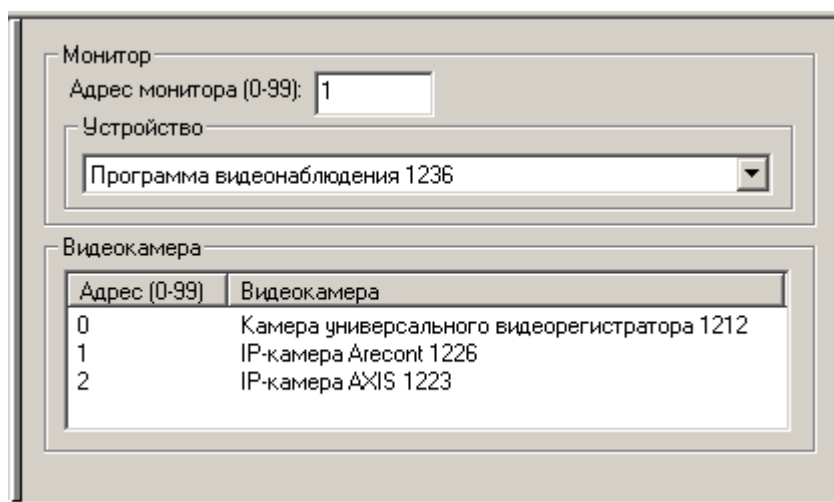 Монитор
Адрес монитора (0-99): 1
Устройство
Программа видеонаблюдения 1236
Видеокамера
Адрес (0-99) Видеокамера
0 Камера универсального видеорегистратора 1212
1 IP-камера Arecont 1226
2 IP-камера AXIS 1223